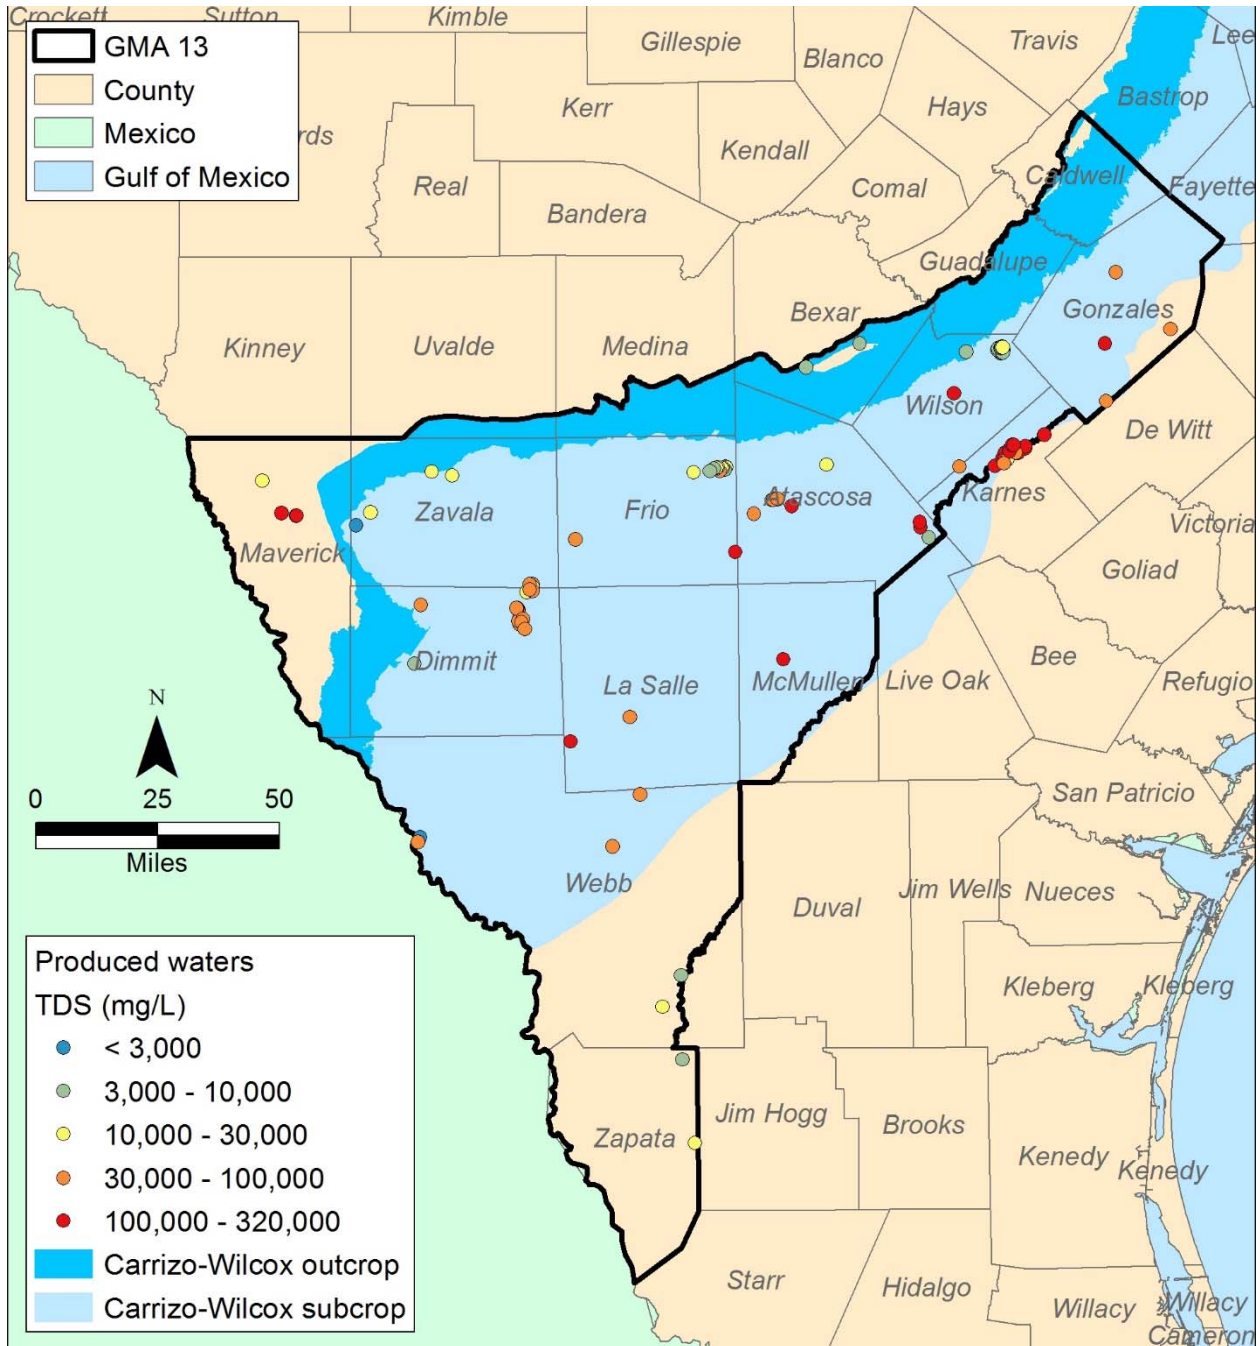 Crockett
Sutton
Kimble
Gillespie
Travis
Lee
Blanco
GMA 13
County
Mexico
Gulf of Mexico
Bastrop
Kerr
Hays
rds
Kendall
Real
Comal
Caldwell
Fayette
Bandera
Guadalupe
Bexar
Gonzales
Kinney
Uvalde
Medina
Wilson
De Witt
Zavala
Frio
Atascosa
Karnes
Victoria
Maverick
Goliad
Dimmit
La Salle
McMullen
Live Oak
Bee
Refugio
N
0 25 50
Miles
San Patricio
Webb
Duval
Jim Wells
Nueces
Kleberg
Kleberg
Zapata
Jim Hogg
Brooks
Kenedy
Kenedy
Starr
Hidalgo
Willacy
Willacy
Cameron
Produced waters
TDS (mg/L)
< 3,000
3,000 - 10,000
10,000 - 30,000
30,000 - 100,000
100,000 - 320,000
Carrizo-Wilcox outcrop
Carrizo-Wilcox subcrop